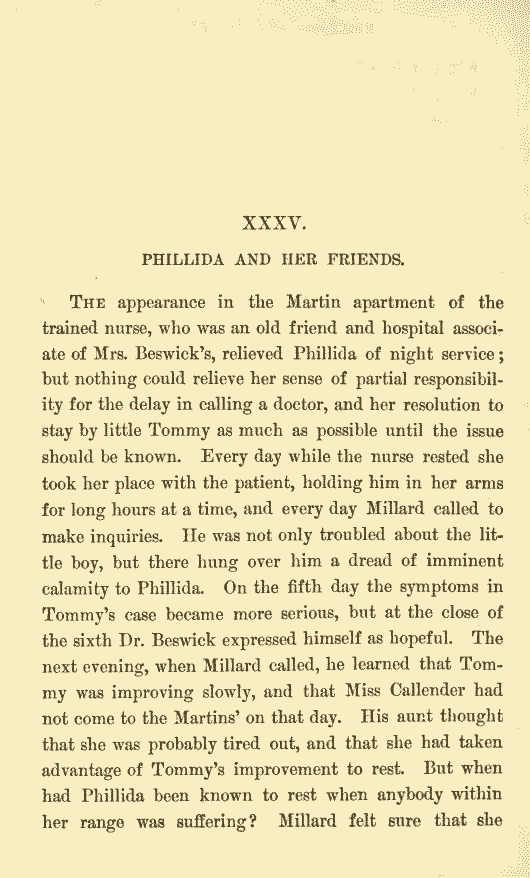 XXXV.
PHILLIDA AND HER FRIENDS.
THE appearance in the Martin apartment of the
trained nurse, who was an old friend and hospital associ-
ate of Mrs. Beswick's, relieved Phillida of night service;
but nothing could relieve her sense of partial responsibil-
ity for the delay in calling a doctor, and her resolution to
stay by little Tommy as much as possible until the issue
should be known. Every day while the nurse rested she
took her place with the patient, holding him in her arms
for long hours at a time, and every day Millard called to
make inquiries. He was not only troubled about the lit-
tle boy, but there hung over him a dread of imminent
calamity to Phillida. On the fifth day the symptoms in
Tommy's case became more serious, but at the close of
the sixth Dr. Beswick expressed himself as hopeful. The
next evening, when Millard called, he learned that Tom-
my was improving slowly, and that Miss Callender had
not come to the Martins' on that day. His aunt thought
that she was probably tired out, and that she had taken
advantage of Tommy's improvement to rest. But when
had Phillida been known to rest when anybody within
her range was suffering? Millard felt sure that she